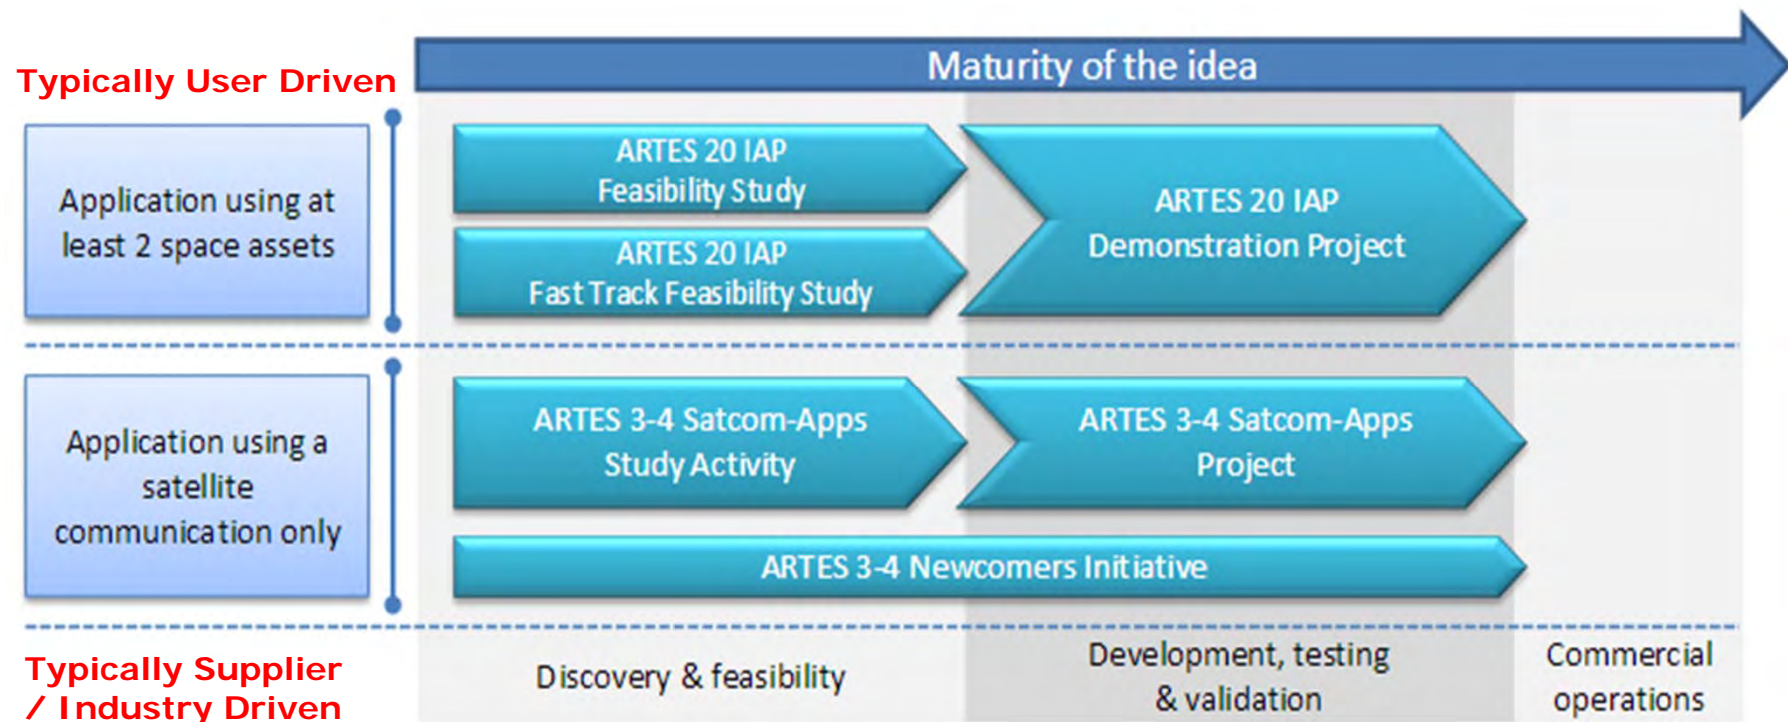 Maturity of the idea
Typically User Driven
Application using at
least 2 space assets
ARTES 20 IAP
Feasibility Study
ARTES 20 IAP
Fast Track Feasibility Study
ARTES 20 IAP
Demonstration Project
Application using a
satellite
communication only
ARTES 3-4 Satcom-Apps
Study Activity
ARTES 3-4 Satcom-Apps
Project
ARTES 3-4 Newcomers Initiative
Typically Supplier
/ Industry Driven
Discovery & feasibility
Development, testing
& validation
Commercial
operations